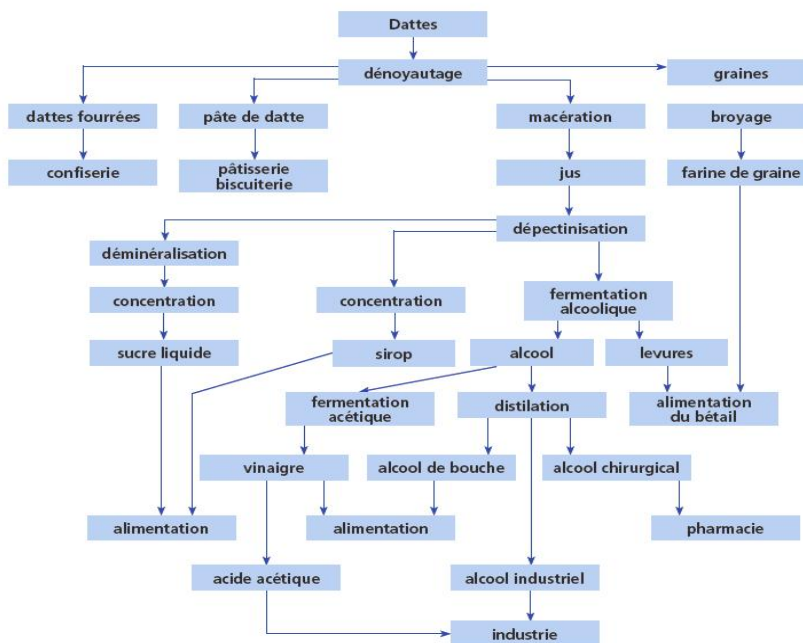 Dattes
dénoyautage
graines
dattes fourrées
pâte de datte
macération
broyage
confiserie
pâtisserie
biscuiterie
jus
farine de graine
dépectinisation
déminéralisation
concentration
concentration
fermentation
alcoolique
sucre liquide
sirop
alcool
levures
fermentation
acétique
distilation
alimentation
du bétail
vinaigre
alcool de bouche
alcool chirurgical
alimentation
alimentation
pharmacie
acide acétique
alcool industriel
industrie